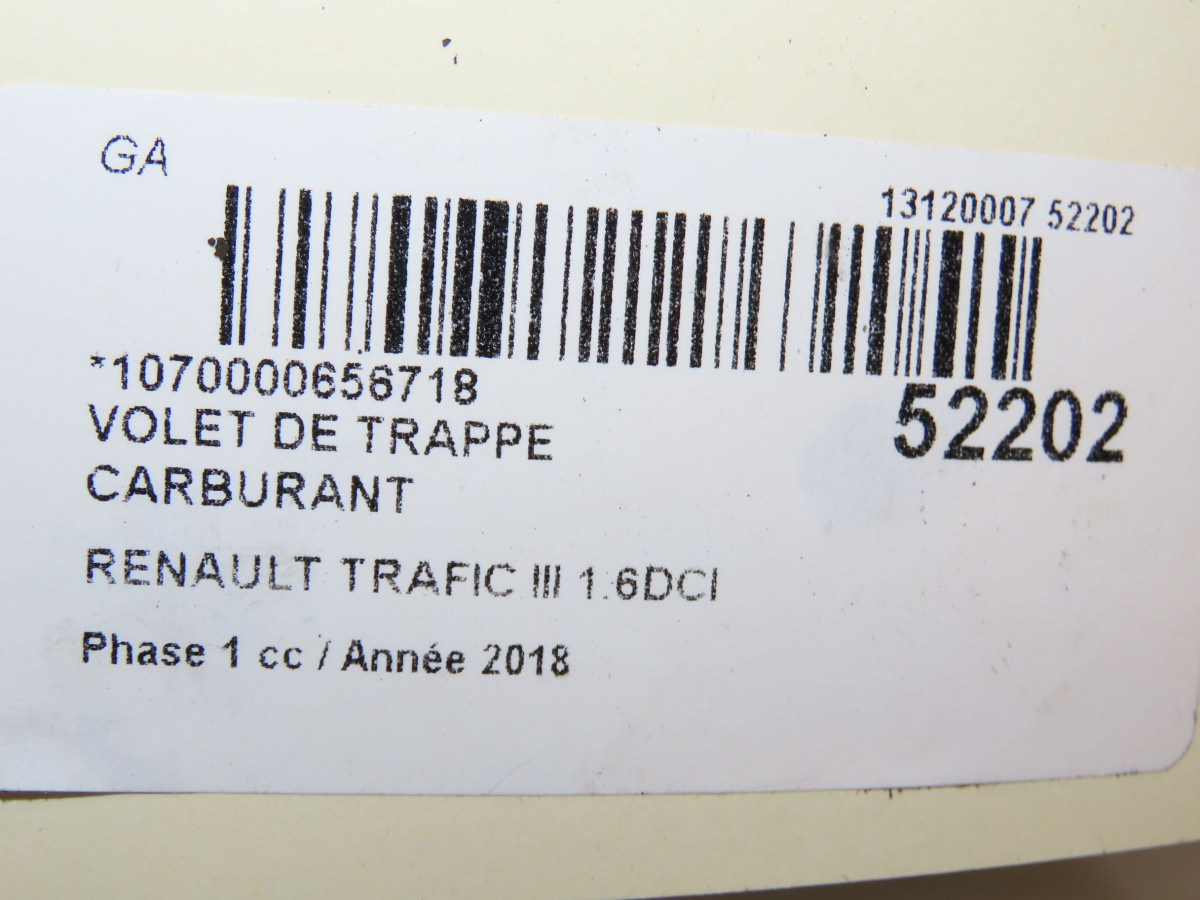 GA
13120007 52202
*1070000656718
52202
VOLET DE TRAPPE
CARBURANT
RENAULT TRAFIC III 1.6DCI
Phase 1 cc / Année 2018